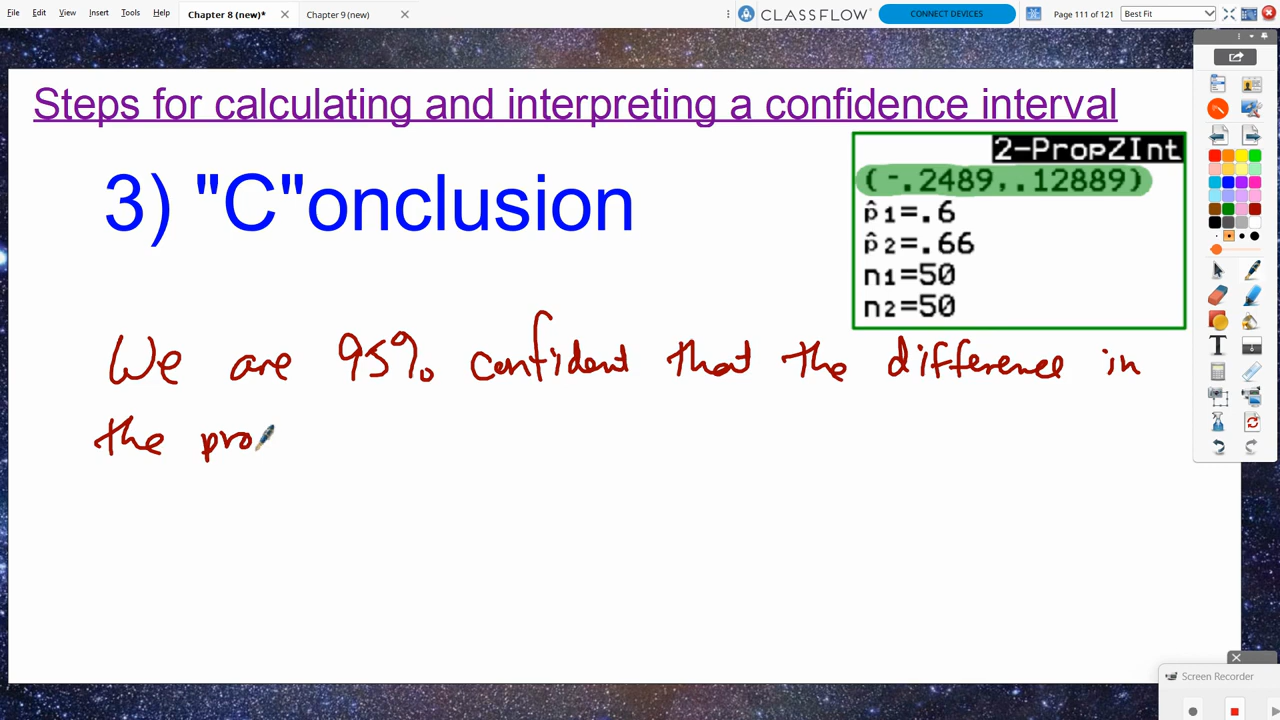 File Edit View Insert Tools Help Chapter 8 (new)* Chapter 9 (new) CLASSFLOW CONNECT DEVICES Page 111 of 121 Best Fit
Steps for calculating and interpreting a confidence interval
3) "C"onclusion
2-PropZInt
(-.2489,.12889)
p̂1=.6
p̂2=.66
n1=50
n2=50
We are 95% confident that the difference in
the pro
Screen Recorder